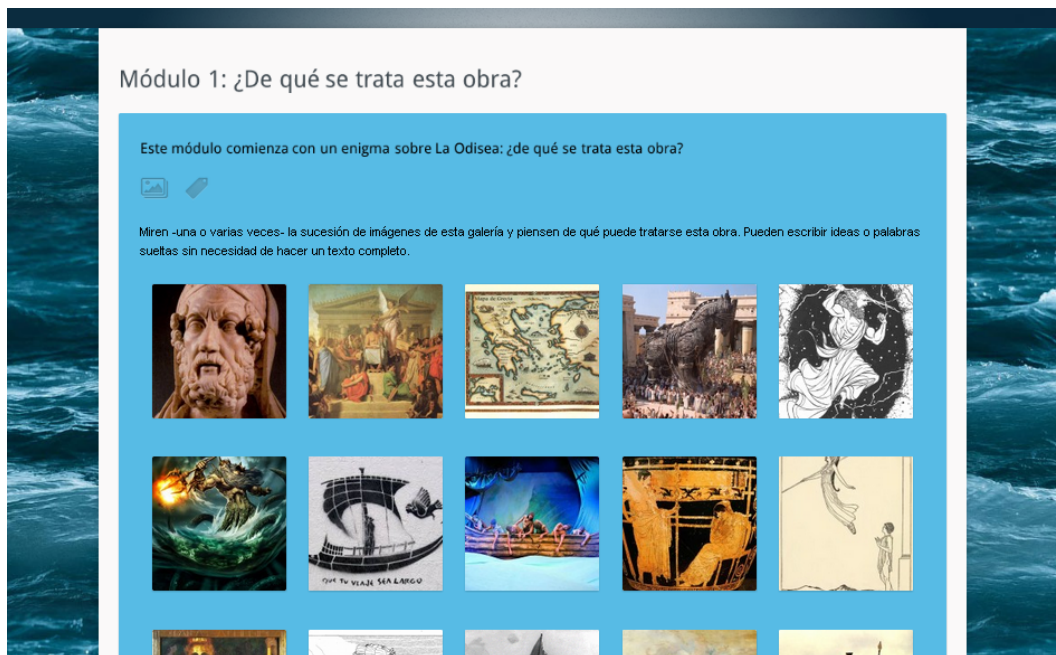 Módulo 1: ¿De qué se trata esta obra?
Este módulo comienza con un enigma sobre La Odisea: ¿de qué se trata esta obra?
Miren -una o varias veces- la sucesión de imágenes de esta galería y piensen de qué puede tratarse esta obra. Pueden escribir ideas o palabras
sueltas sin necesidad de hacer un texto completo.
Mapa de Grecia
QUE TU VIAJE SEA LARGO